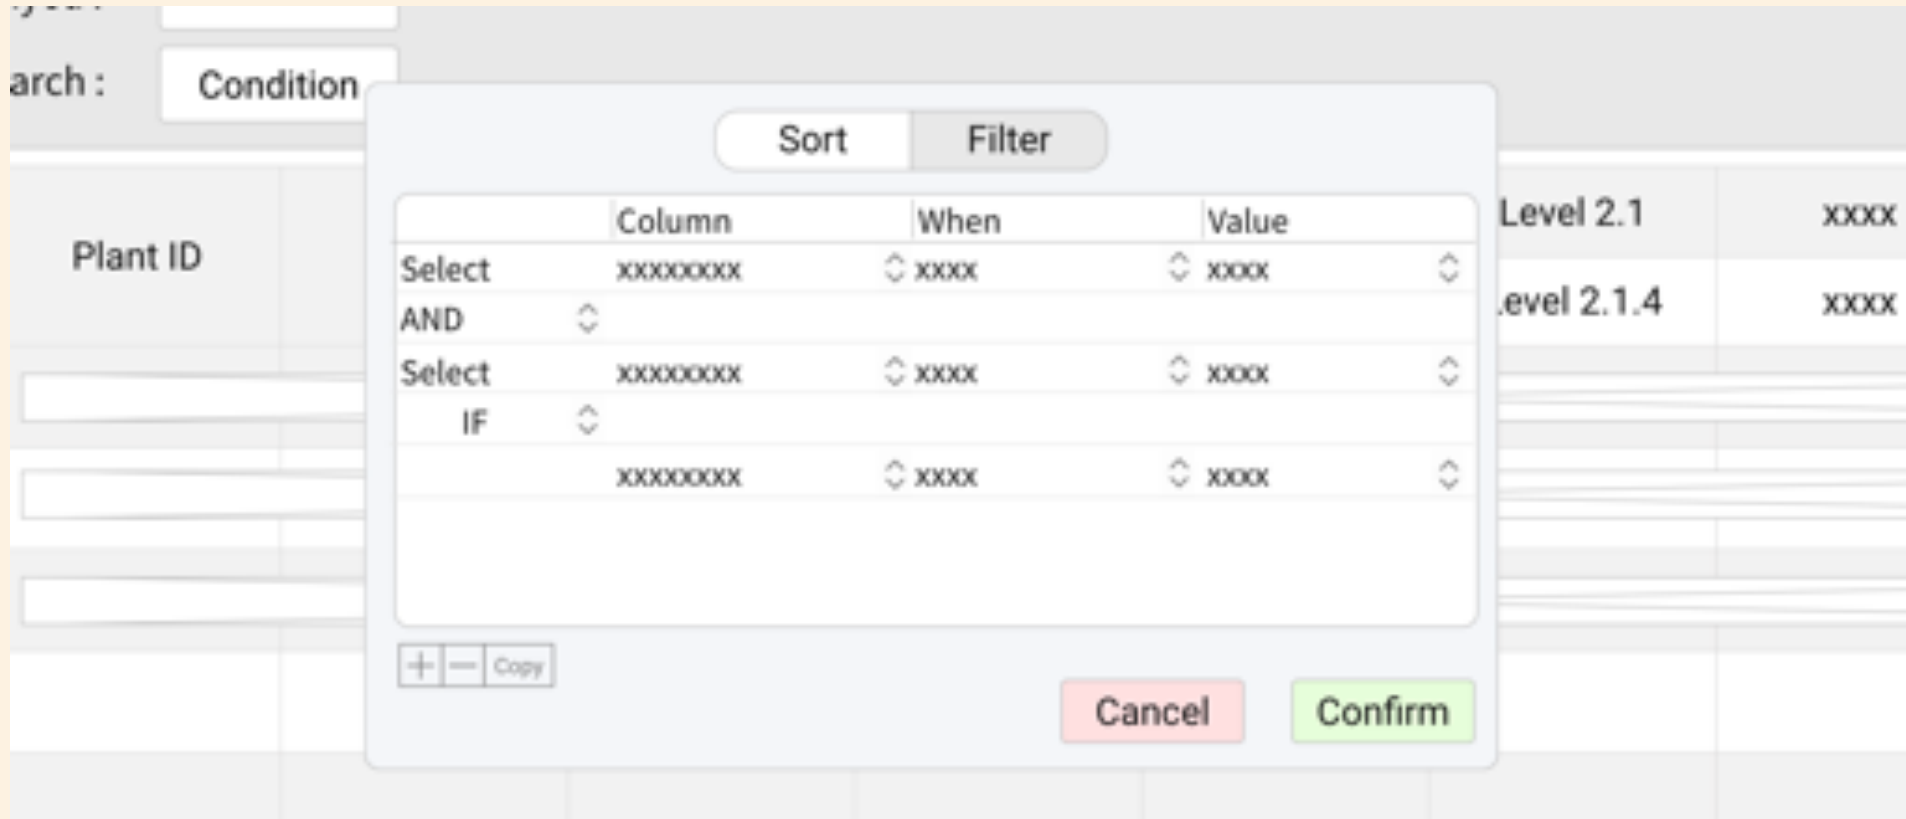 arch :
Condition
Sort Filter
Column When Value
Select xxxxxxxx xxxx xxxx
AND
Select xxxxxxxx xxxx xxxx
IF
xxxxxxxx xxxx xxxx
+ − Copy
Cancel Confirm
Plant ID
Level 2.1 xxxx
evel 2.1.4 xxxx